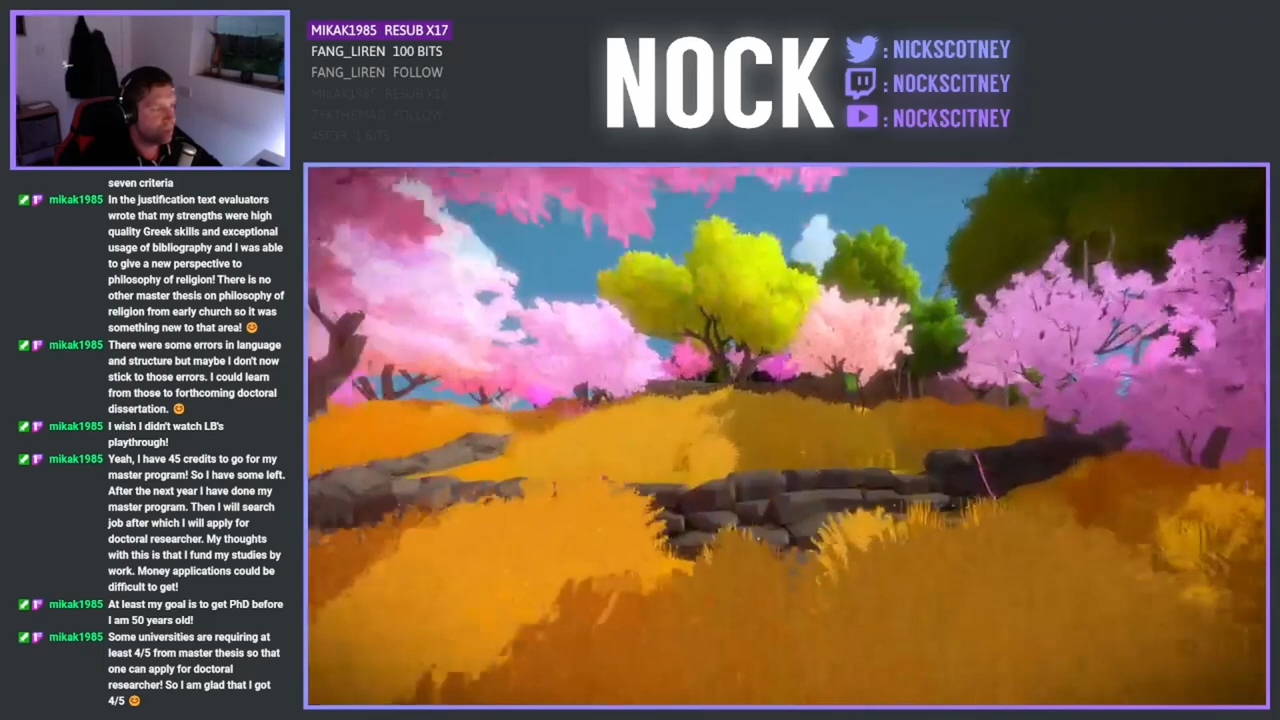 MIKAK1985 RESUB X17
FANG_LIREN 100 BITS
FANG_LIREN FOLLOW
MIKAK1985 RESUB X16
NOCK
: NICKSCOTNEY
: NOCKSCITNEY
: NOCKSCITNEY
seven criteria
mikak1985 In the justification text evaluators
wrote that my strengths were high
quality Greek skills and exceptional
usage of bibliography and I was able
to give a new perspective to
philosophy of religion! There is no
other master thesis on philosophy of
religion from early church so it was
something new to that area! 😊
mikak1985 There were some errors in language
and structure but maybe I don't now
stick to those errors. I could learn
from those to forthcoming doctoral
dissertation. 😊
mikak1985 I wish I didn't watch LB's
playthrough!
mikak1985 Yeah, I have 45 credits to go for my
master program! So I have some left.
After the next year I have done my
master program. Then I will search
job after which I will apply for
doctoral researcher. My thoughts
with this is that I fund my studies by
work. Money applications could be
difficult to get!
mikak1985 At least my goal is to get PhD before
I am 50 years old!
mikak1985 Some universities are requiring at
least 4/5 from master thesis so that
one can apply for doctoral
researcher! So I am glad that I got
4/5 😊